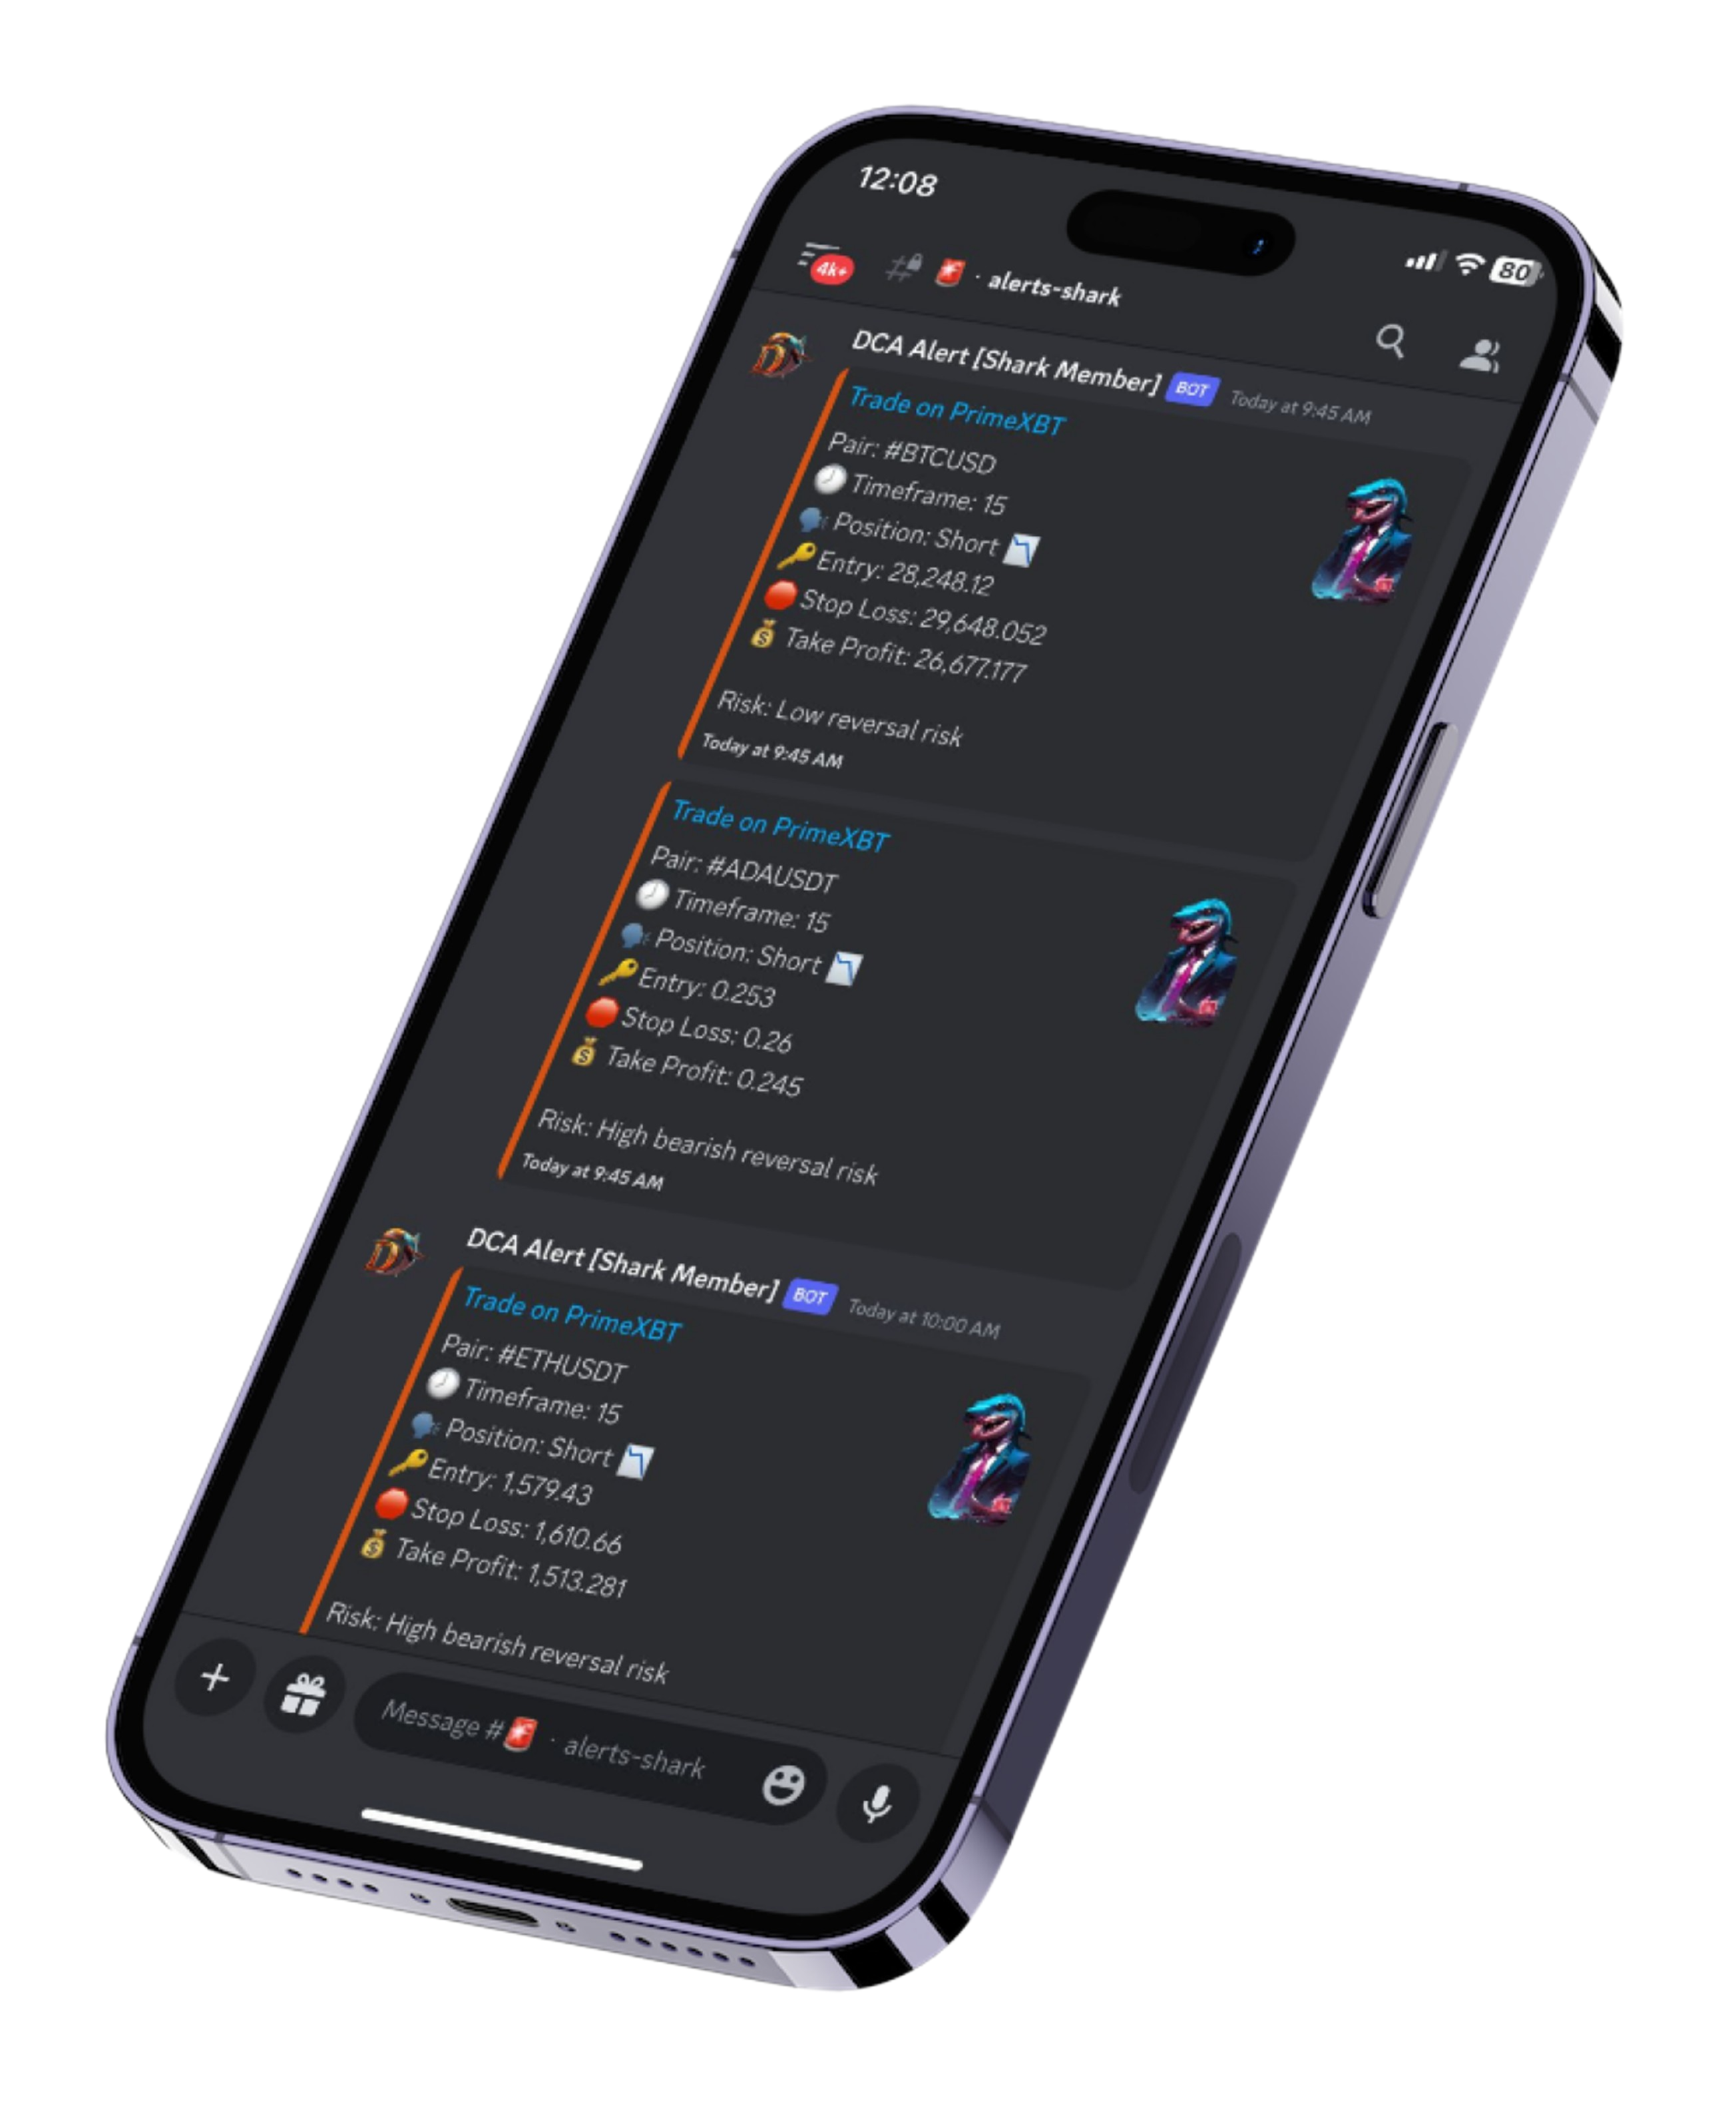 12:08
80
4k+
# 🚨 · alerts-shark
DCA Alert [Shark Member] BOT Today at 9:45 AM
Trade on PrimeXBT
Pair: #BTCUSD
🕗 Timeframe: 15
🗣 Position: Short 📉
🔑 Entry: 28,248.12
🛑 Stop Loss: 29,648.052
💰 Take Profit: 26,677.177
Risk: Low reversal risk
Today at 9:45 AM
Trade on PrimeXBT
Pair: #ADAUSDT
🕗 Timeframe: 15
🗣 Position: Short 📉
🔑 Entry: 0.253
🛑 Stop Loss: 0.26
💰 Take Profit: 0.245
Risk: High bearish reversal risk
Today at 9:45 AM
DCA Alert [Shark Member] BOT Today at 10:00 AM
Trade on PrimeXBT
Pair: #ETHUSDT
🕗 Timeframe: 15
🗣 Position: Short 📉
🔑 Entry: 1,579.43
🛑 Stop Loss: 1,610.66
💰 Take Profit: 1,513.281
Risk: High bearish reversal risk
Message #🚨 · alerts-shark